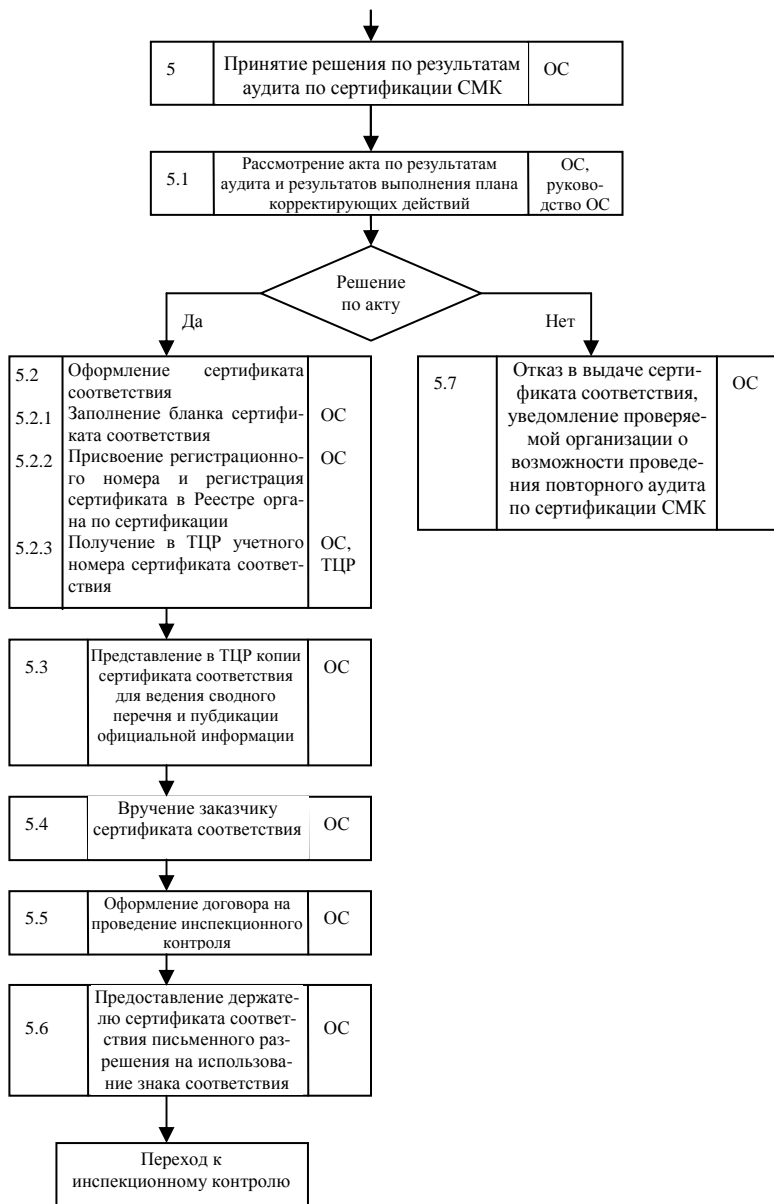 5 Принятие решения по результатам ОС
аудита по сертификации СМК
5.1 Рассмотрение акта по результатам ОС,
аудита и результатов выполнения плана руково-
корректирующих действий дство ОС
Решение
по акту
Да
Нет
5.2 Оформление сертификата
соответствия
5.2.1 Заполнение бланка сертифи- ОС
ката соответствия
5.2.2 Присвоение регистрационно- ОС
го номера и регистрация
сертификата в Реестре орга-
на по сертификации
5.2.3 Получение в ТЦР учетного ОС,
номера сертификата соответ- ТЦР
ствия
5.7 Отказ в выдаче серти- ОС
фиката соответствия,
уведомление проверяе-
мой организации о
возможности проведе-
ния повторного аудита
по сертификации СМК
5.3 Представление в ТЦР копии ОС
сертификата соответствия
для ведения сводного
перечня и пубдикации
официальной информации
5.4 Вручение заказчику ОС
сертификата соответствия
5.5 Оформление договора на ОС
проведение инспекционного
контроля
5.6 Предоставление держате- ОС
лю сертификата соответ-
ствия письменного раз-
решения на использова-
ние знака соответствия
Переход к
инспекционному контролю